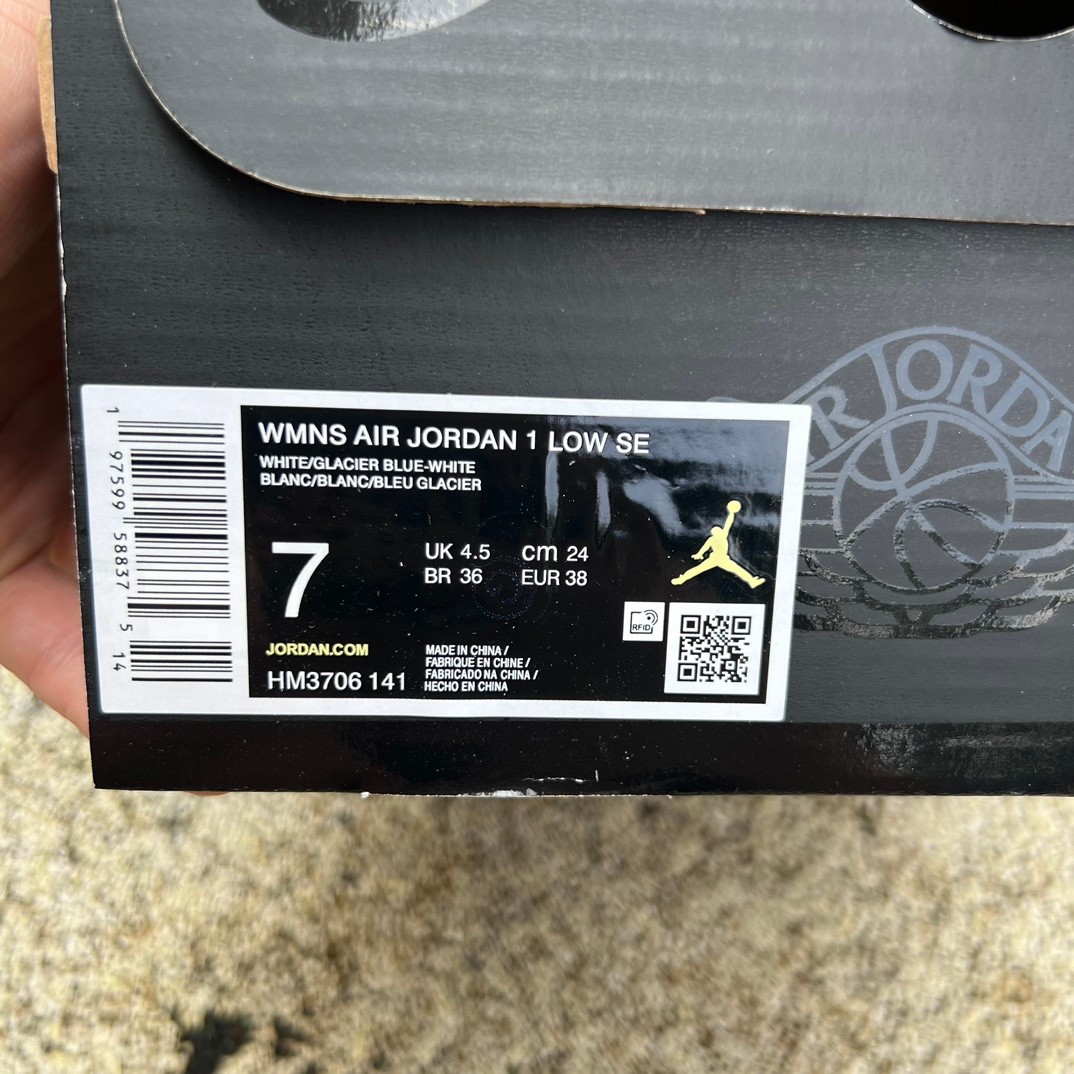 AIR JORDA
WMNS AIR JORDAN 1 LOW SE
WHITE/GLACIER BLUE-WHITE
BLANC/BLANC/BLEU GLACIER
7
UK 4.5 cm 24
BR 36 EUR 38
RFID
JORDAN.COM
HM3706 141
MADE IN CHINA /
FABRIQUE EN CHINE /
FABRICADO NA CHINA /
HECHO EN CHINA
1 97599 58837 5 14